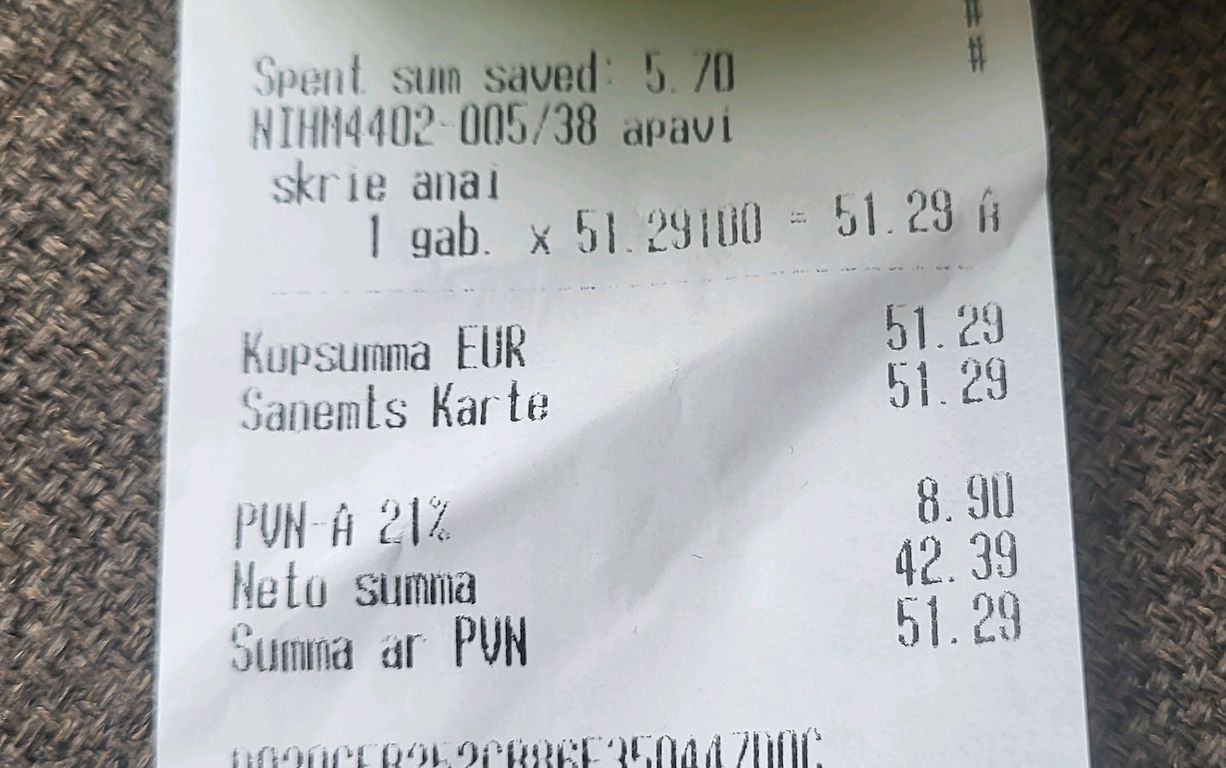 #
#
Spent sum saved: 5.70
NIHM4402-005/38 apavi
skrie anai
1 gab. x 51.29100 = 51.29 A
Kopsumma EUR 51.29
Sanemts Karte 51.29
PVN-A 21% 8.90
Neto summa 42.39
Summa ar PVN 51.29